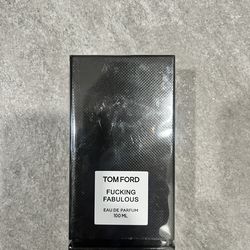 TOM FORD
FUCKING
FABULOUS
EAU DE PARFUM
100 ML